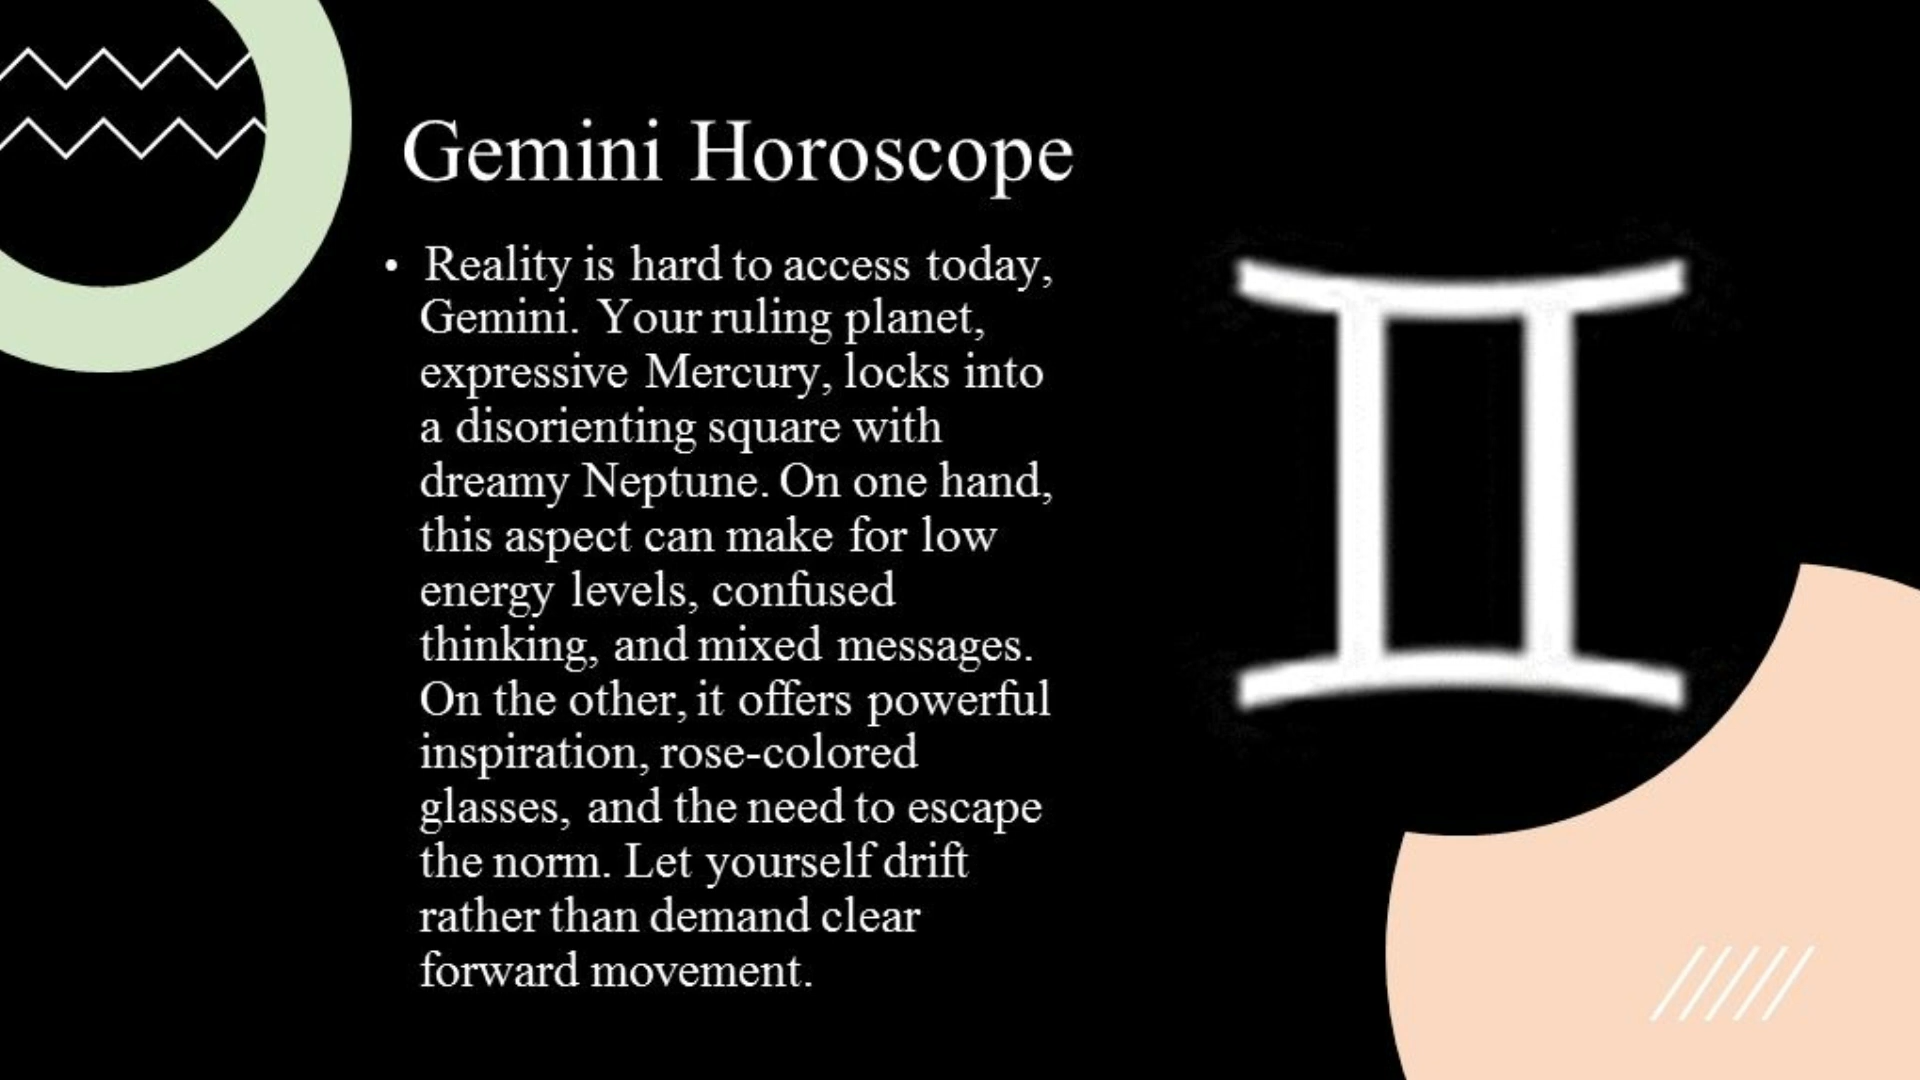 Gemini Horoscope
• Reality is hard to access today,
Gemini. Your ruling planet,
expressive Mercury, locks into
a disorienting square with
dreamy Neptune. On one hand,
this aspect can make for low
energy levels, confused
thinking, and mixed messages.
On the other, it offers powerful
inspiration, rose-colored
glasses, and the need to escape
the norm. Let yourself drift
rather than demand clear
forward movement.